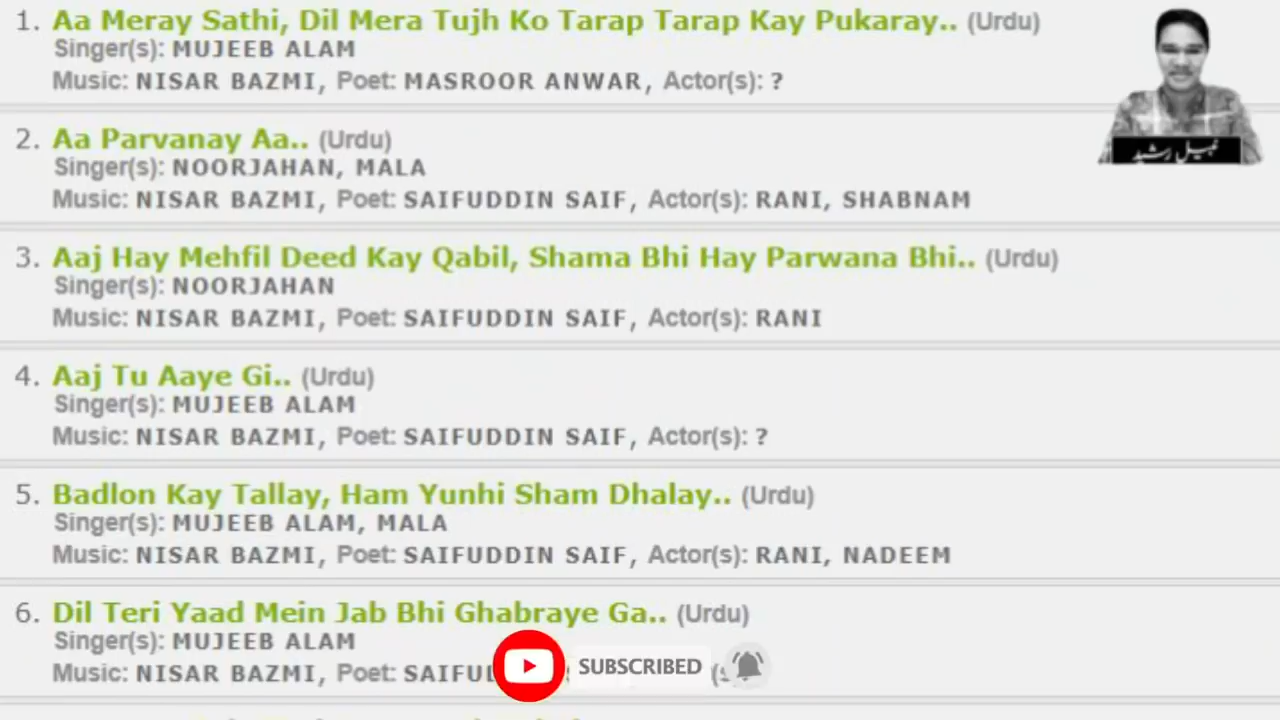 1. Aa Meray Sathi, Dil Mera Tujh Ko Tarap Tarap Kay Pukaray.. (Urdu)
Singer(s): MUJEEB ALAM
Music: NISAR BAZMI, Poet: MASROOR ANWAR, Actor(s): ?
نبیل رشید
2. Aa Parvanay Aa.. (Urdu)
Singer(s): NOORJAHAN, MALA
Music: NISAR BAZMI, Poet: SAIFUDDIN SAIF, Actor(s): RANI, SHABNAM
3. Aaj Hay Mehfil Deed Kay Qabil, Shama Bhi Hay Parwana Bhi.. (Urdu)
Singer(s): NOORJAHAN
Music: NISAR BAZMI, Poet: SAIFUDDIN SAIF, Actor(s): RANI
4. Aaj Tu Aaye Gi.. (Urdu)
Singer(s): MUJEEB ALAM
Music: NISAR BAZMI, Poet: SAIFUDDIN SAIF, Actor(s): ?
5. Badlon Kay Tallay, Ham Yunhi Sham Dhalay.. (Urdu)
Singer(s): MUJEEB ALAM, MALA
Music: NISAR BAZMI, Poet: SAIFUDDIN SAIF, Actor(s): RANI, NADEEM
6. Dil Teri Yaad Mein Jab Bhi Ghabraye Ga.. (Urdu)
Singer(s): MUJEEB ALAM
Music: NISAR BAZMI, Poet:
SUBSCRIBED